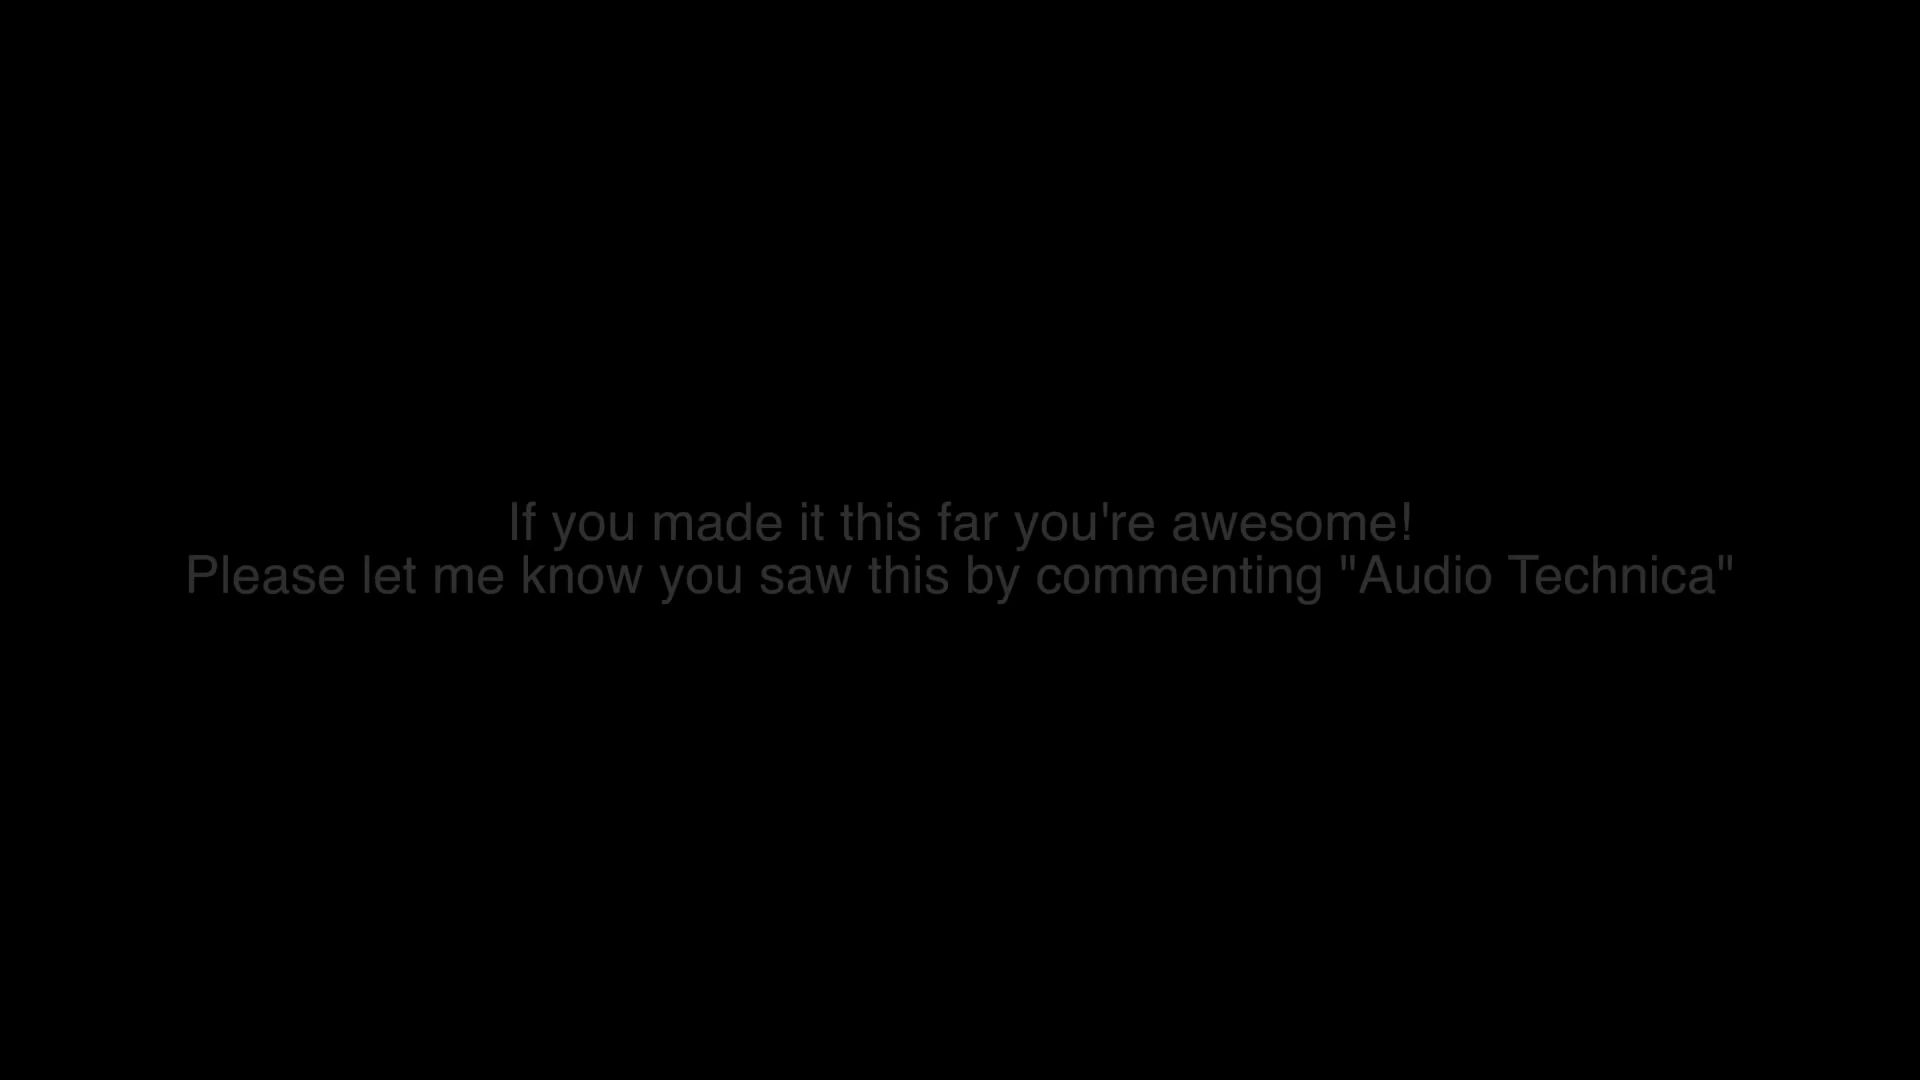 If you made it this far you're awesome!
Please let me know you saw this by commenting "Audio Technica"